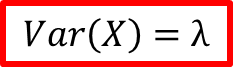 Var(X) = λ